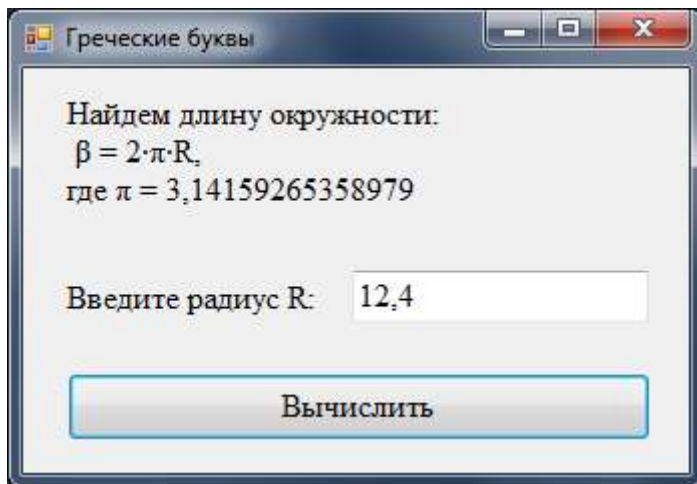 Греческие буквы
Найдем длину окружности:
β = 2·π·R,
где π = 3,14159265358979
Введите радиус R: 12,4
Вычислить